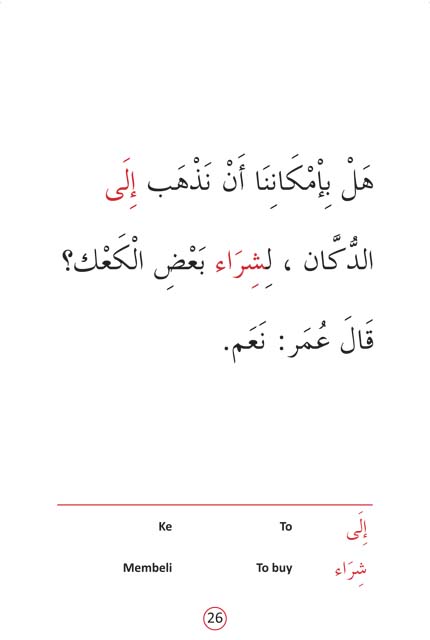 هَلْ بِإْمْكَانِنَا أَنْ نَذْهَب إِلَى
الدُّكَّان ، لِشِرَاء بَعْضِ الْكَعْك؟
قَالَ عُمَر: نَعَم.
إِلَى To Ke
شِرَاء To buy Membeli
26